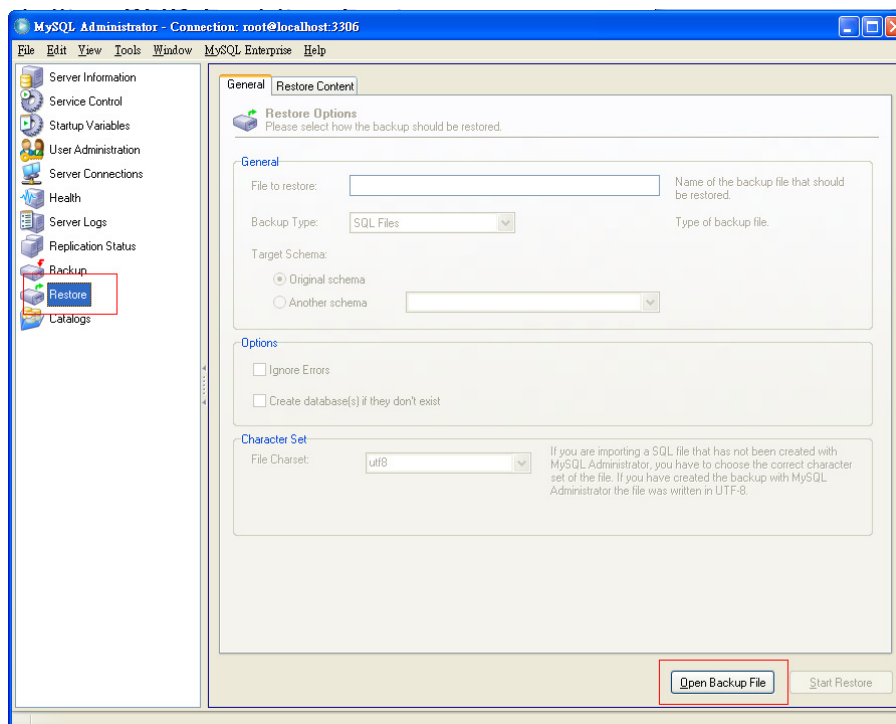 MySQL Administrator - Connection: root@localhost:3306
File Edit View Tools Window MySQL Enterprise Help
Server Information
Service Control
Startup Variables
User Administration
Server Connections
Health
Server Logs
Replication Status
Backup
Restore
Catalogs
General Restore Content
Restore Options
Please select how the backup should be restored.
General
File to restore:
Name of the backup file that should
be restored.
Backup Type: SQL Files
Type of backup file.
Target Schema:
Original schema
Another schema
Options
Ignore Errors
Create database(s) if they don't exist
Character Set
File Charset: utf8
If you are importing a SQL file that has not been created with
MySQL Administrator, you have to choose the correct character
set of the file. If you have created the backup with MySQL
Administrator the file was written in UTF-8.
Open Backup File Start Restore